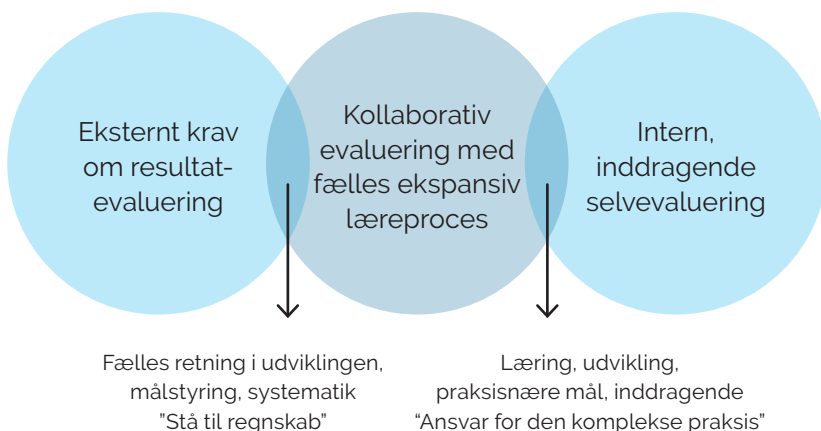 Eksternt krav
om resultat-
evaluering
Kollaborativ
evaluering med
fælles ekspansiv
læreproces
Intern,
inddragende
selvevaluering
Fælles retning i udviklingen,
målstyring, systematik
”Stå til regnskab”
Læring, udvikling,
praksisnære mål, inddragende
“Ansvar for den komplekse praksis”